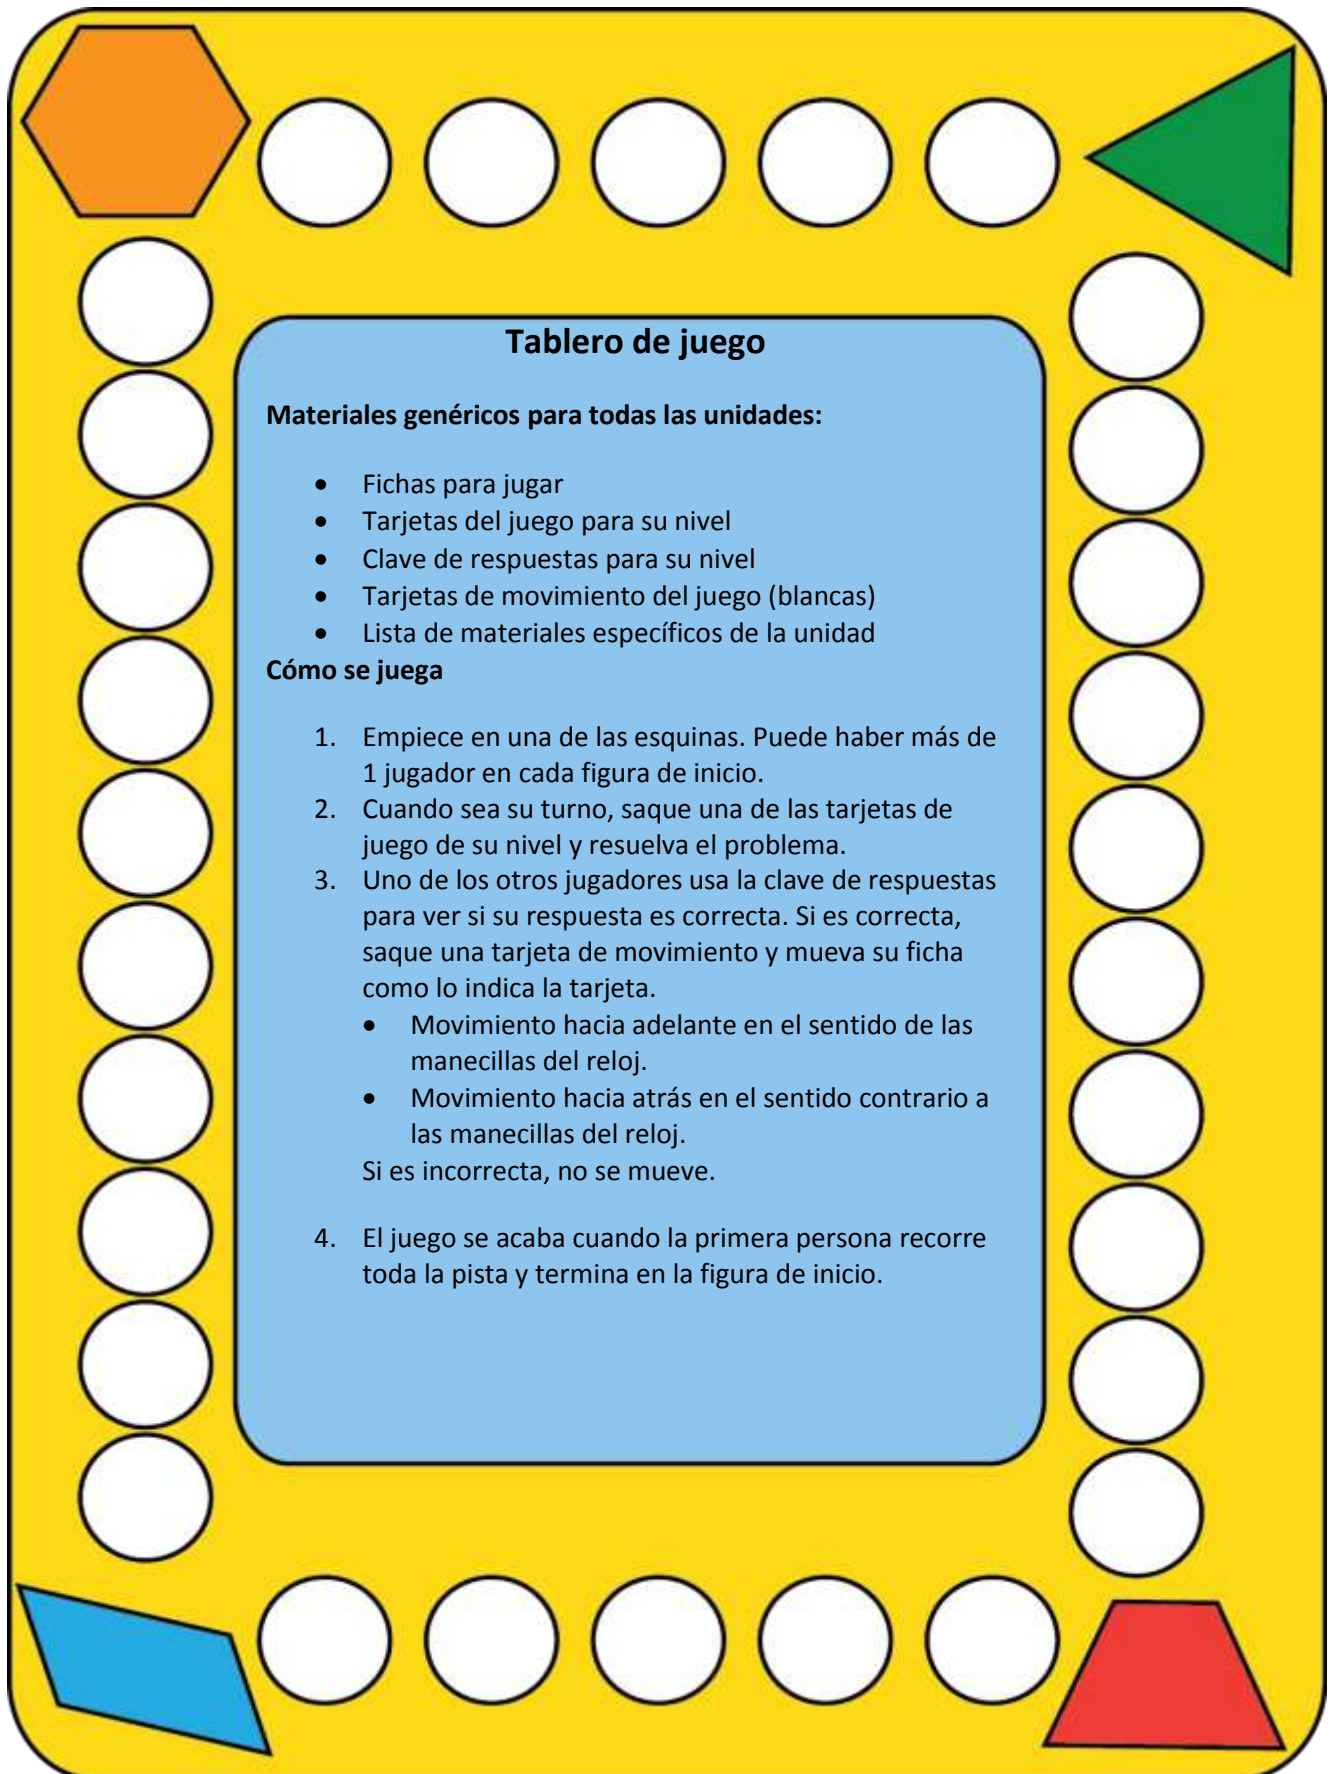 Tablero de juego
Materiales genéricos para todas las unidades:
• Fichas para jugar
• Tarjetas del juego para su nivel
• Clave de respuestas para su nivel
• Tarjetas de movimiento del juego (blancas)
• Lista de materiales específicos de la unidad
Cómo se juega
1. Empiece en una de las esquinas. Puede haber más de
1 jugador en cada figura de inicio.
2. Cuando sea su turno, saque una de las tarjetas de
juego de su nivel y resuelva el problema.
3. Uno de los otros jugadores usa la clave de respuestas
para ver si su respuesta es correcta. Si es correcta,
saque una tarjeta de movimiento y mueva su ficha
como lo indica la tarjeta.
• Movimiento hacia adelante en el sentido de las
manecillas del reloj.
• Movimiento hacia atrás en el sentido contrario a
las manecillas del reloj.
Si es incorrecta, no se mueve.
4. El juego se acaba cuando la primera persona recorre
toda la pista y termina en la figura de inicio.